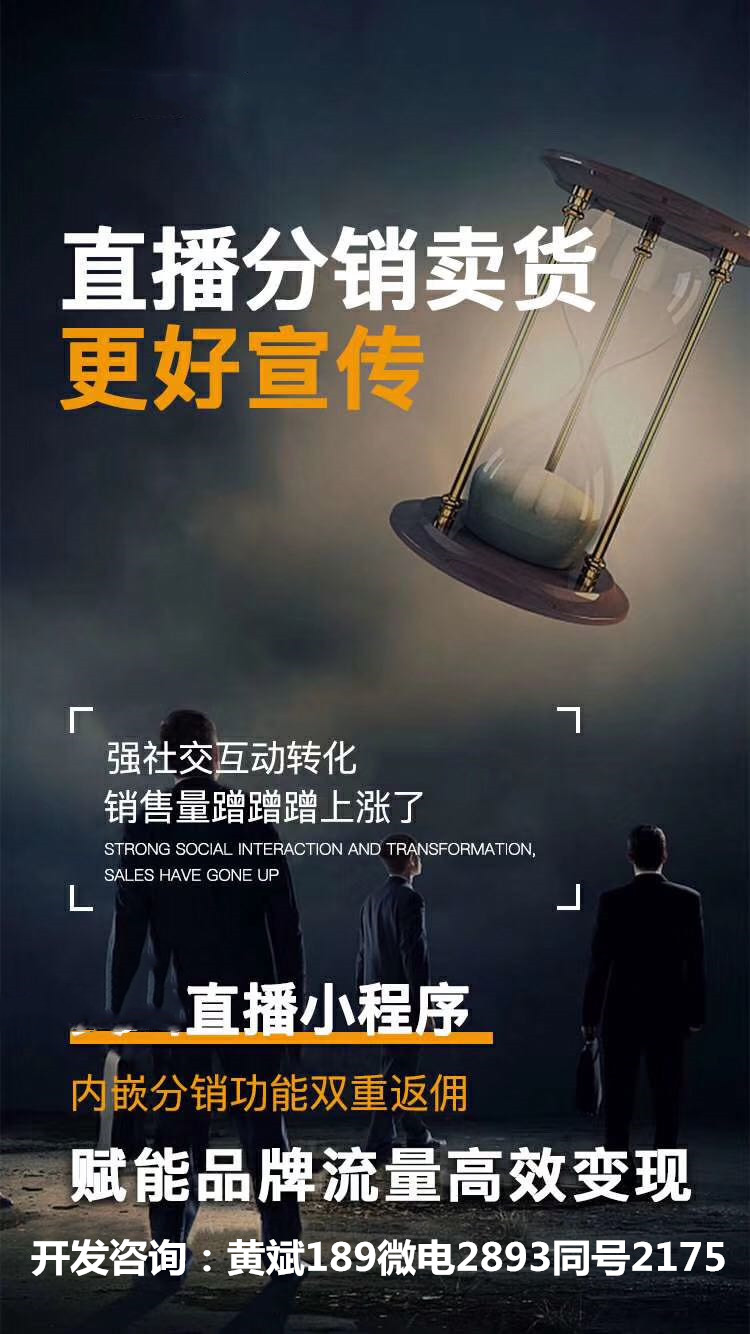 直播分销卖货
更好宣传
强社交互动转化
销售量蹭蹭蹭上涨了
STRONG SOCIAL INTERACTION AND TRANSFORMATION,
SALES HAVE GONE UP
直播小程序
内嵌分销功能双重返佣
赋能品牌流量高效变现
开发咨询：黄斌189微电2893同号2175